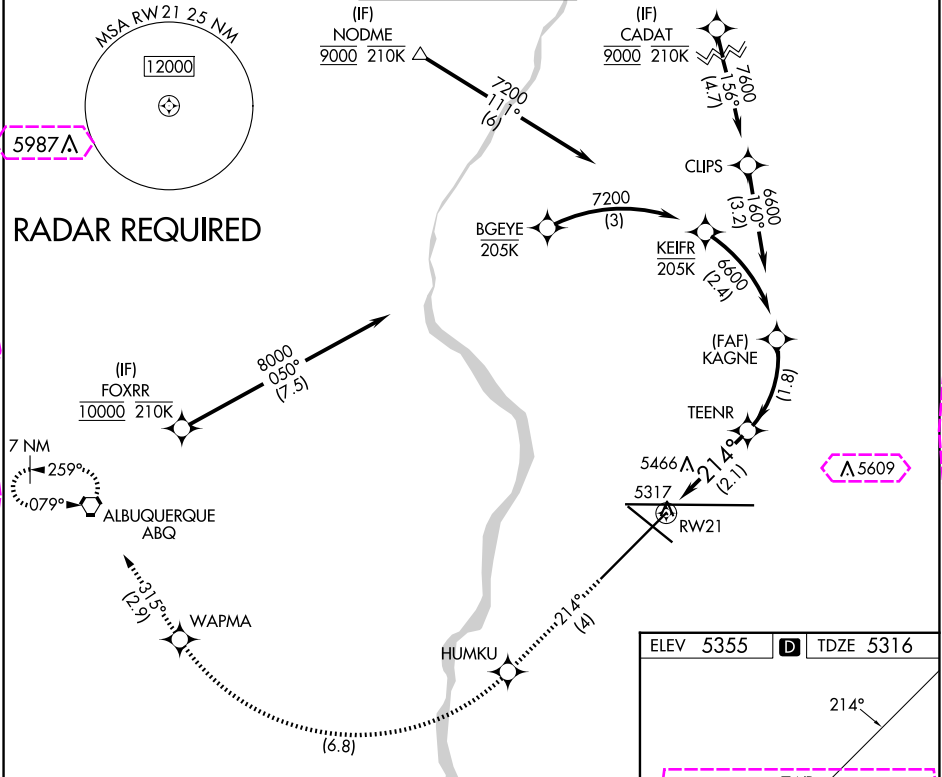 MSA RW 21 25 NM
12000
5987
RADAR REQUIRED
(IF)
NODME
9000 210K
7200
111°
(6)
(IF)
CADAT
9000 210K
7600
156°
(4.7)
CLIPS
6600
160°
(3.2)
BGEYE
205K
7200
(3)
KEIFR
205K
6600
(2.4)
(FAF)
KAGNE
(1.8)
TEENR
214°
(2.1)
5466
5317
RW21
5609
(IF)
FOXRR
10000 210K
8000
050°
(7.5)
7 NM
259°
079°
ALBUQUERQUE
ABQ
315°
(2.9)
WAPMA
HUMKU
214°
(4)
(6.8)
ELEV 5355 D TDZE 5316
214°